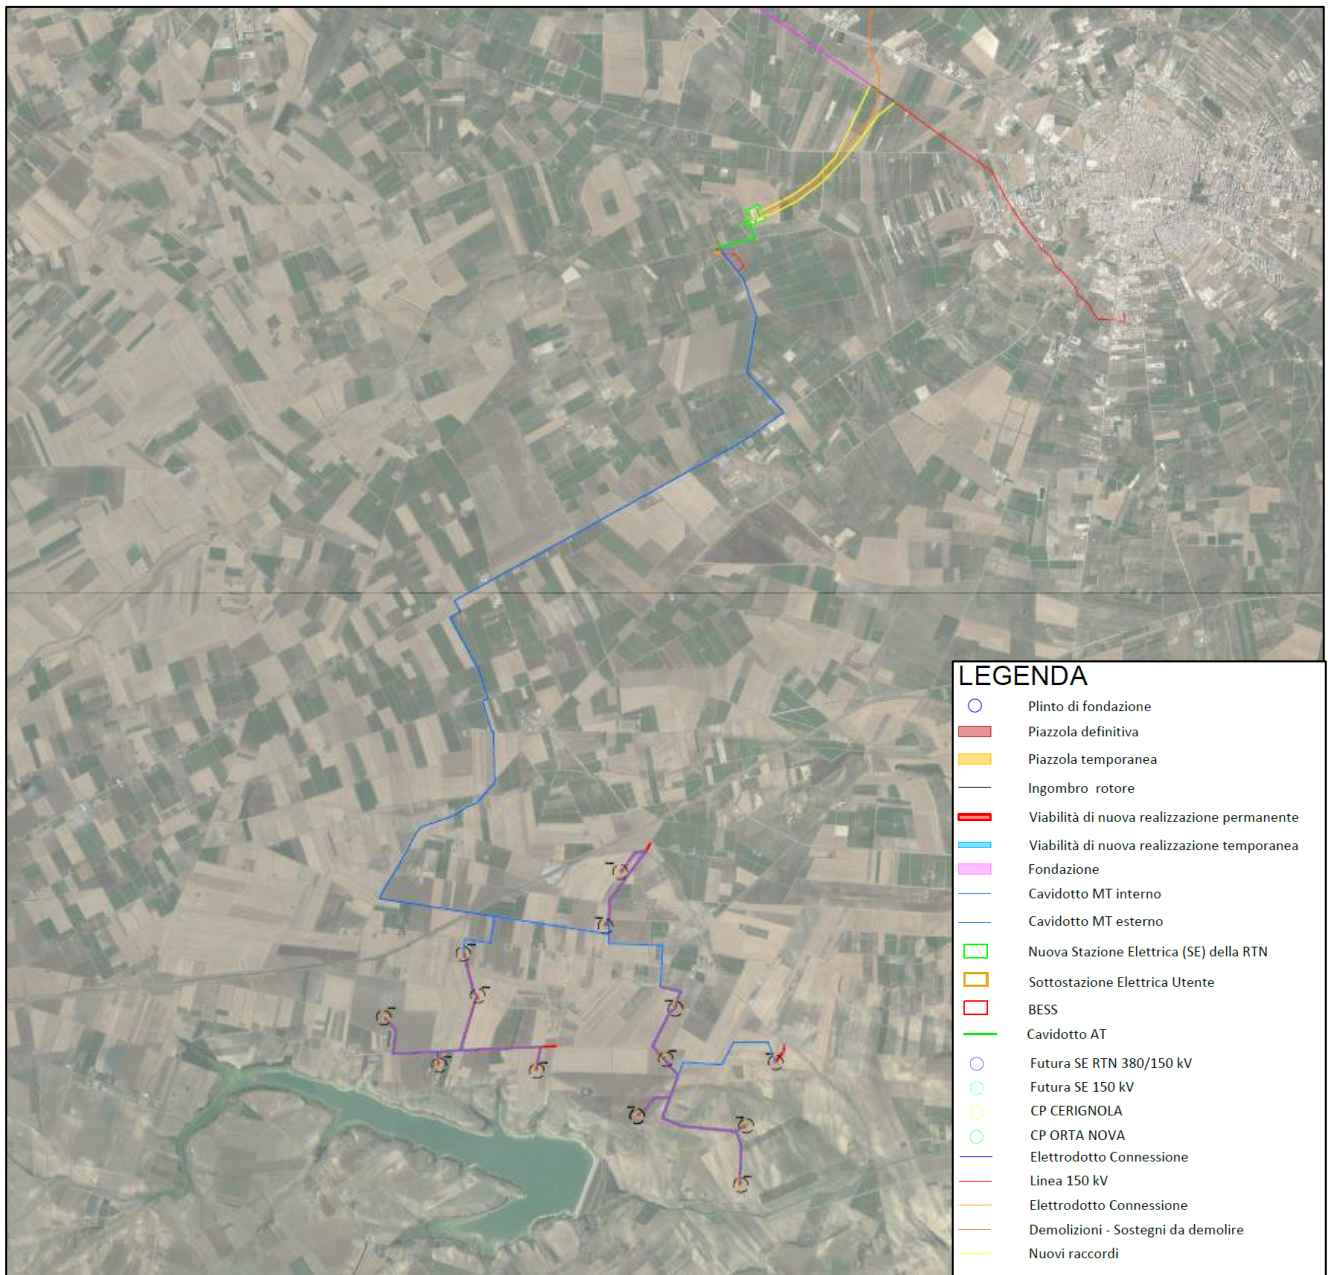 LEGENDA
Plinto di fondazione
Piazzola definitiva
Piazzola temporanea
Ingombro rotore
Viabilità di nuova realizzazione permanente
Viabilità di nuova realizzazione temporanea
Fondazione
Cavidotto MT interno
Cavidotto MT esterno
Nuova Stazione Elettrica (SE) della RTN
Sottostazione Elettrica Utente
BESS
Cavidotto AT
Futura SE RTN 380/150 kV
Futura SE 150 kV
CP CERIGNOLA
CP ORTA NOVA
Elettrodotto Connessione
Linea 150 kV
Elettrodotto Connessione
Demolizioni - Sostegni da demolire
Nuovi raccordi